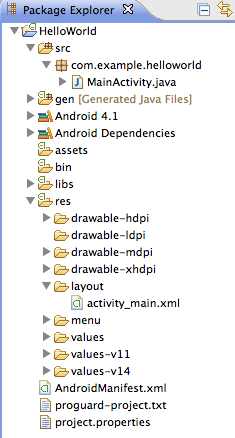 Package Explorer
HelloWorld
src
com.example.helloworld
MainActivity.java
gen [Generated Java Files]
Android 4.1
Android Dependencies
assets
bin
libs
res
drawable-hdpi
drawable-ldpi
drawable-mdpi
drawable-xhdpi
layout
activity_main.xml
menu
values
values-v11
values-v14
AndroidManifest.xml
proguard-project.txt
project.properties